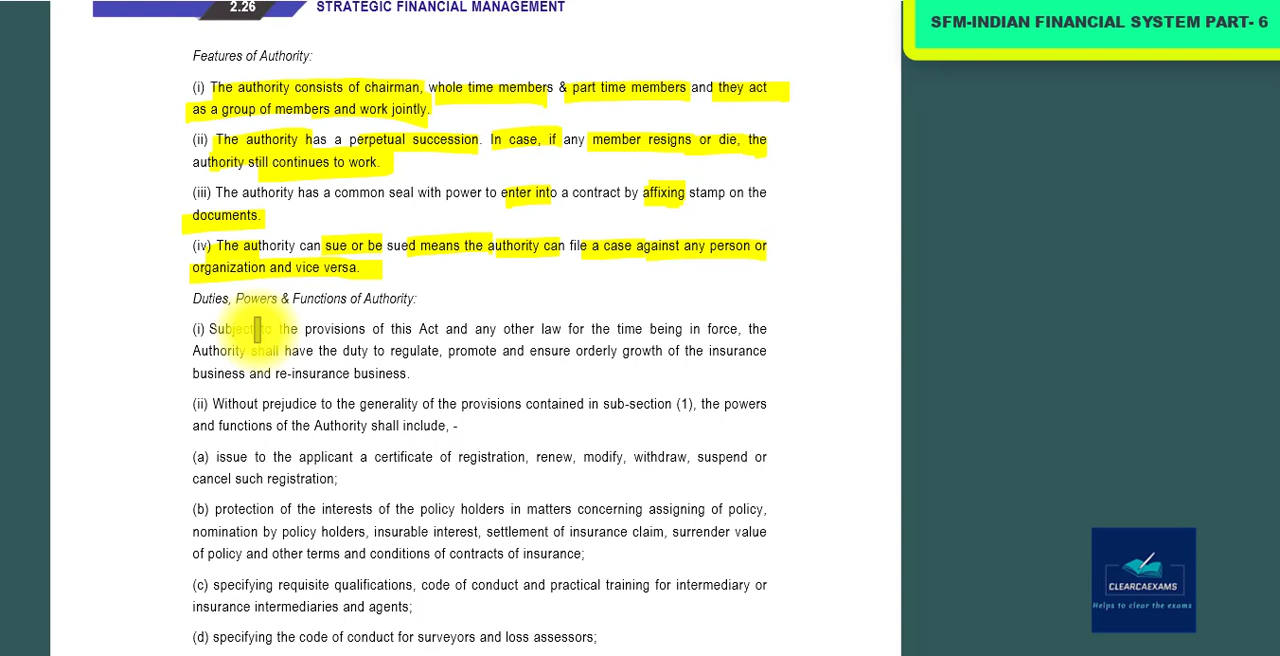 2.26 STRATEGIC FINANCIAL MANAGEMENT
SFM-INDIAN FINANCIAL SYSTEM PART- 6
Features of Authority:
(i) The authority consists of chairman, whole time members & part time members and they act
as a group of members and work jointly.
(ii) The authority has a perpetual succession. In case, if any member resigns or die, the
authority still continues to work.
(iii) The authority has a common seal with power to enter into a contract by affixing stamp on the
documents.
(iv) The authority can sue or be sued means the authority can file a case against any person or
organization and vice versa.
Duties, Powers & Functions of Authority:
(i) Subject to the provisions of this Act and any other law for the time being in force, the
Authority shall have the duty to regulate, promote and ensure orderly growth of the insurance
business and re-insurance business.
(ii) Without prejudice to the generality of the provisions contained in sub-section (1), the powers
and functions of the Authority shall include, -
(a) issue to the applicant a certificate of registration, renew, modify, withdraw, suspend or
cancel such registration;
(b) protection of the interests of the policy holders in matters concerning assigning of policy,
nomination by policy holders, insurable interest, settlement of insurance claim, surrender value
of policy and other terms and conditions of contracts of insurance;
(c) specifying requisite qualifications, code of conduct and practical training for intermediary or
insurance intermediaries and agents;
(d) specifying the code of conduct for surveyors and loss assessors;
CLEARCAEXAMS
Helps to clear the exams